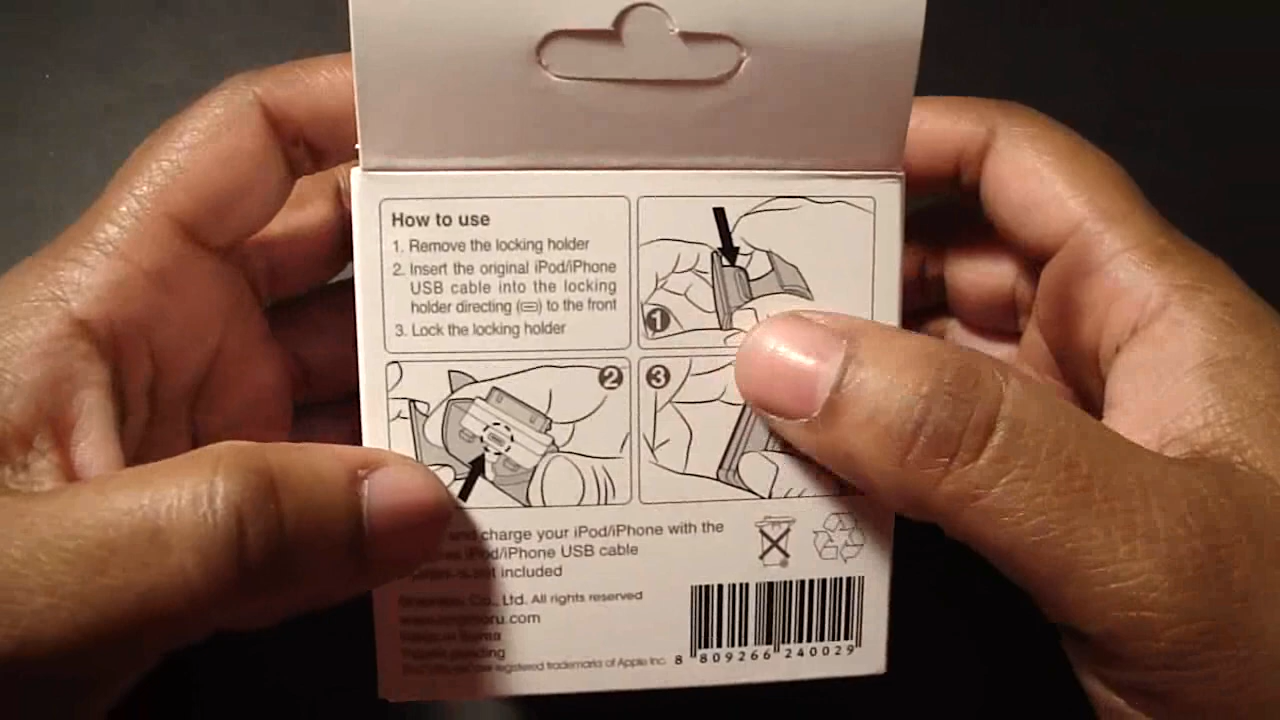 How to use
1. Remove the locking holder
2. Insert the original iPod/iPhone
USB cable into the locking
holder directing ( ) to the front
3. Lock the locking holder
1
2
3
and charge your iPod/iPhone with the
iPod/iPhone USB cable
not included
Co., Ltd. All rights reserved
pending
registered trademarks of Apple Inc.
8 809266 240029